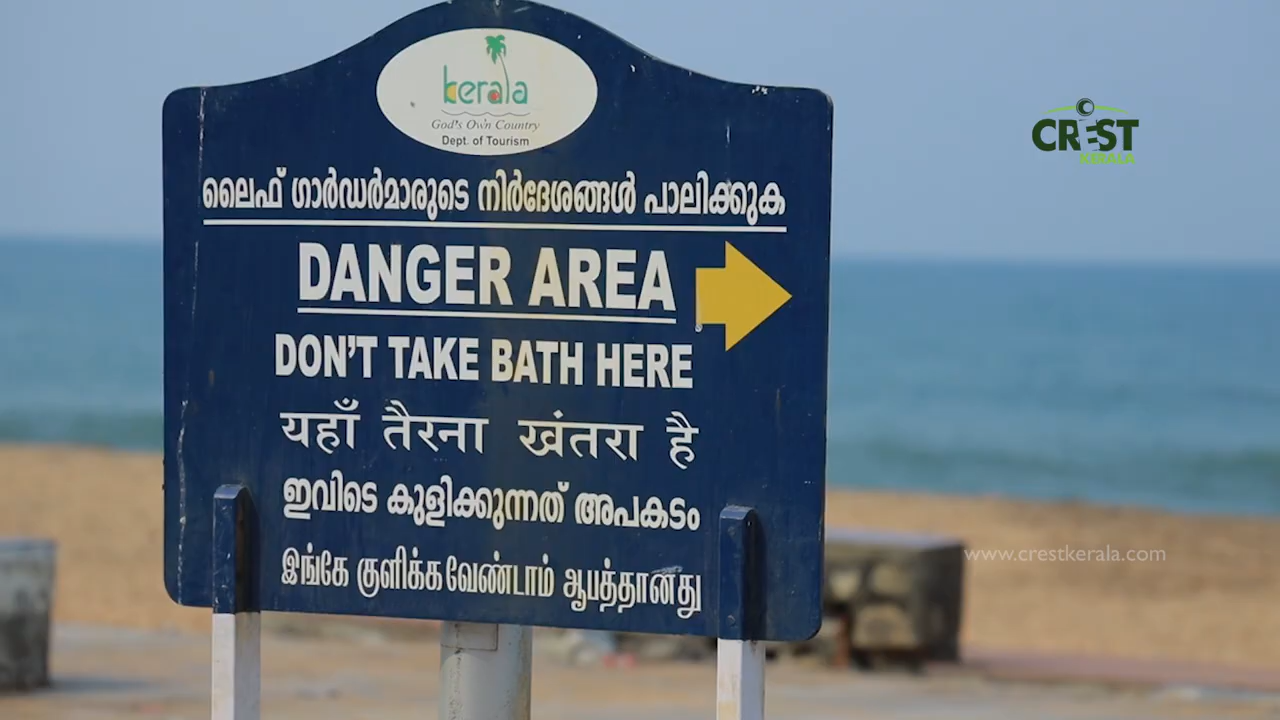 kerala
God's Own Country
Dept. of Tourism
CREST
KERALA
ലൈഫ് ഗാർഡർമാരുടെ നിർദേശങ്ങൾ പാലിക്കുക
DANGER AREA
DON'T TAKE BATH HERE
यहाँ तैरना खंतरा है
ഇവിടെ കുളിക്കുന്നത് അപകടം
இங்கே குளிக்க வேண்டாம் ஆபத்தானது
www.crestkerala.com